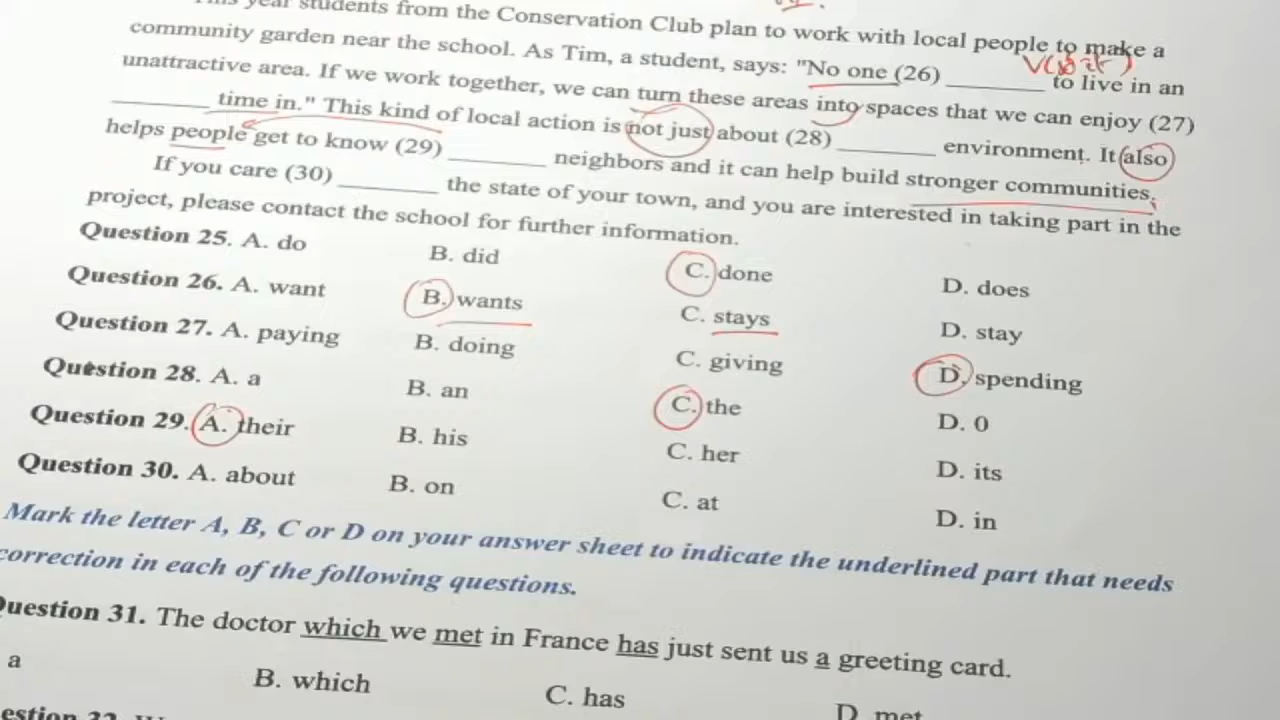 year students from the Conservation Club plan to work with local people to make a
community garden near the school. As Tim, a student, says: "No one (26) ________ to live in an
unattractive area. If we work together, we can turn these areas into spaces that we can enjoy (27)
________ time in." This kind of local action is not just about (28) ________ environment. It also
helps people get to know (29) ________ neighbors and it can help build stronger communities.
If you care (30) ________ the state of your town, and you are interested in taking part in the
project, please contact the school for further information.
Question 25. A. do B. did C. done D. does
Question 26. A. want B. wants C. stays D. stay
Question 27. A. paying B. doing C. giving D. spending
Question 28. A. a B. an C. the D. 0
Question 29. A. their B. his C. her D. its
Question 30. A. about B. on C. at D. in
Mark the letter A, B, C or D on your answer sheet to indicate the underlined part that needs
correction in each of the following questions.
Question 31. The doctor which we met in France has just sent us a greeting card.
a B. which C. has D. met